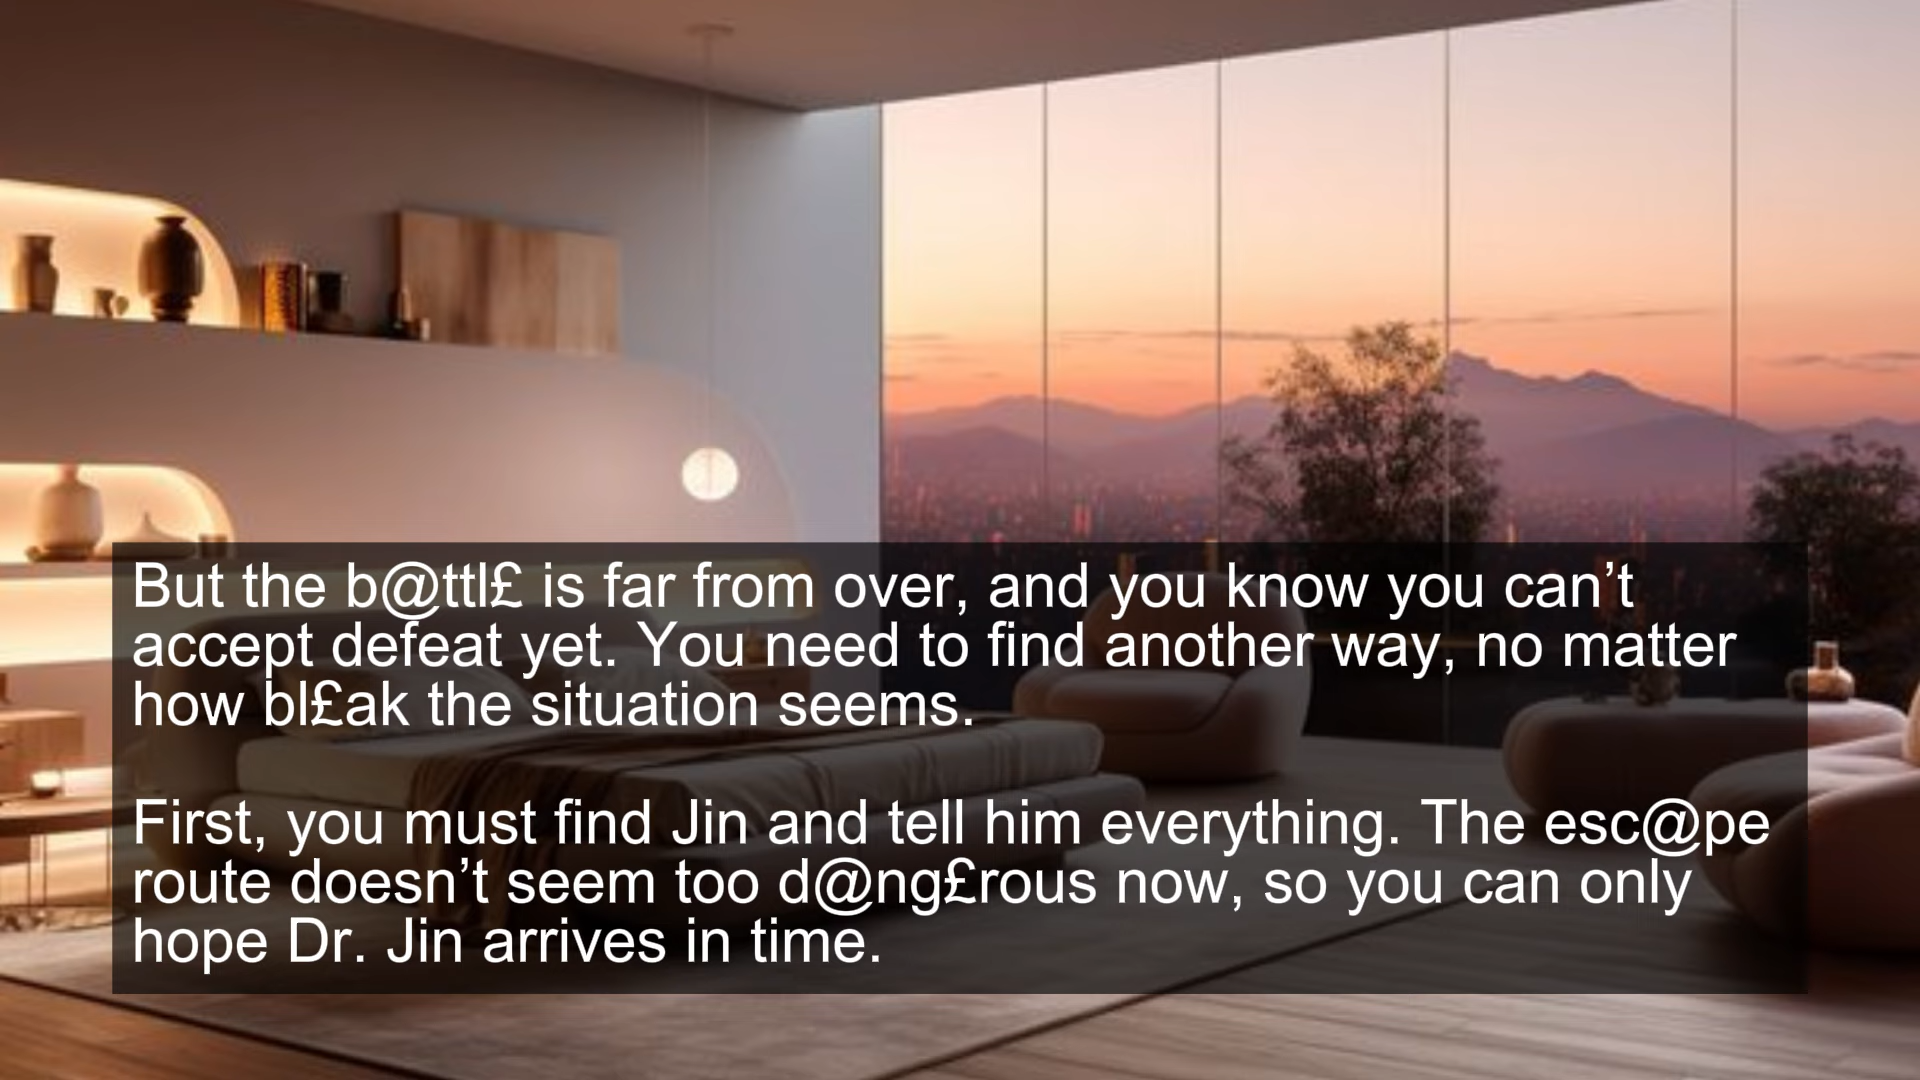 But the b@ttl£ is far from over, and you know you can’t
accept defeat yet. You need to find another way, no matter
how bl£ak the situation seems.
First, you must find Jin and tell him everything. The esc@pe
route doesn’t seem too d@ng£rous now, so you can only
hope Dr. Jin arrives in time.